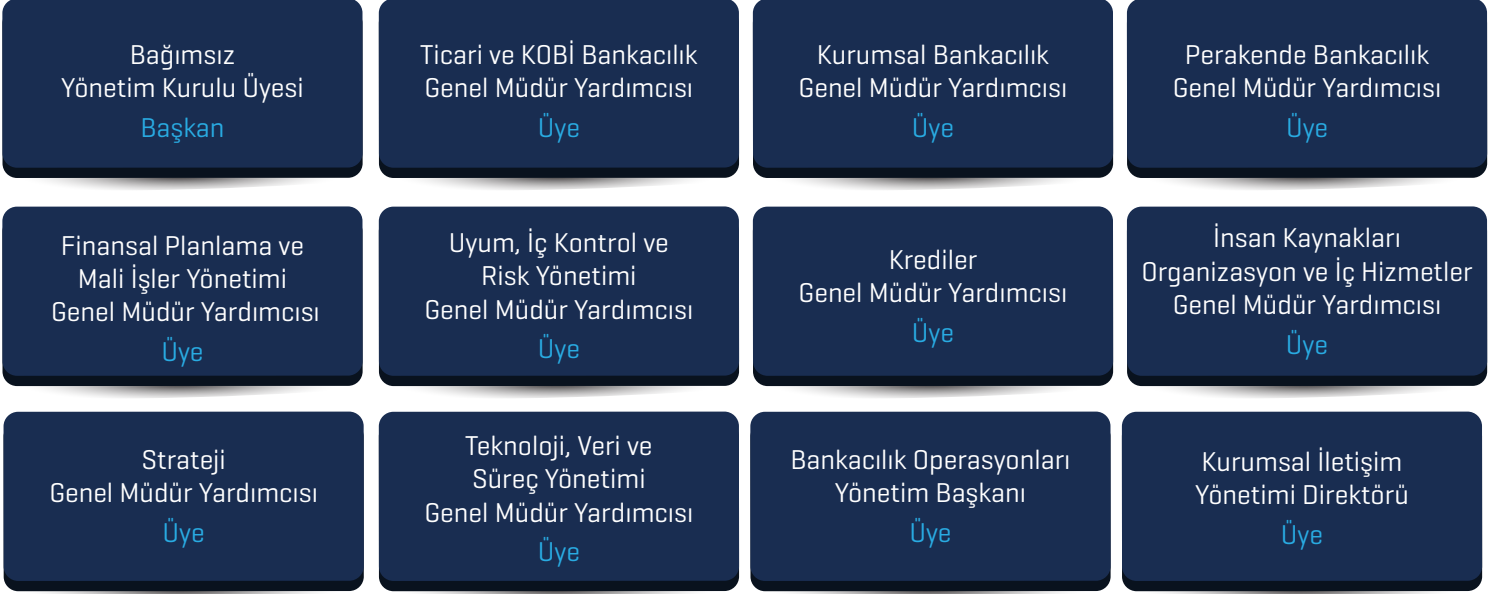 Bağımsız
Yönetim Kurulu Üyesi
Başkan
Ticari ve KOBİ Bankacılık
Genel Müdür Yardımcısı
Üye
Kurumsal Bankacılık
Genel Müdür Yardımcısı
Üye
Perakende Bankacılık
Genel Müdür Yardımcısı
Üye
Finansal Planlama ve
Mali İşler Yönetimi
Genel Müdür Yardımcısı
Üye
Uyum, İç Kontrol ve
Risk Yönetimi
Genel Müdür Yardımcısı
Üye
Krediler
Genel Müdür Yardımcısı
Üye
İnsan Kaynakları
Organizasyon ve İç Hizmetler
Genel Müdür Yardımcısı
Üye
Strateji
Genel Müdür Yardımcısı
Üye
Teknoloji, Veri ve
Süreç Yönetimi
Genel Müdür Yardımcısı
Üye
Bankacılık Operasyonları
Yönetim Başkanı
Üye
Kurumsal İletişim
Yönetimi Direktörü
Üye